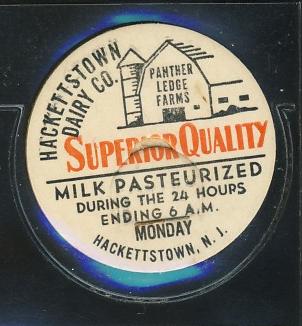 HACKETTSTOWN
DAIRY CO.
PANTHER
LEDGE
FARMS
SUPERIOR QUALITY
MILK PASTEURIZED
DURING THE 24 HOURS
ENDING 6 A.M.
MONDAY
HACKETTSTOWN, N. J.